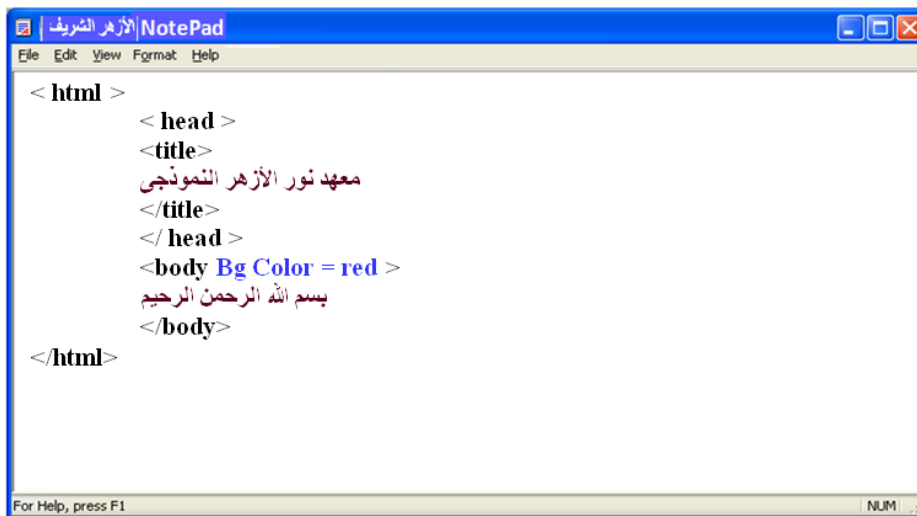 الأزهر الشريف | NotePad
File Edit View Format Help
< html >
< head >
<title>
معهد نور الأزهر النموذجى
</title>
</ head >
<body Bg Color = red >
بسم الله الرحمن الرحيم
</body>
</html>
For Help, press F1
NUM